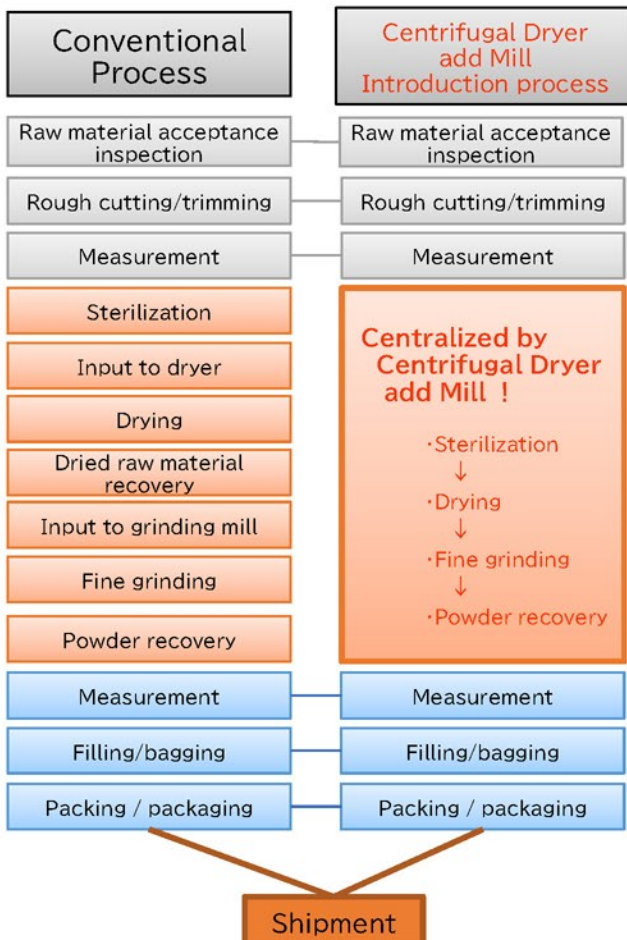 Conventional
Process
Centrifugal Dryer
add Mill
Introduction process
Raw material acceptance
inspection
Raw material acceptance
inspection
Rough cutting/trimming
Rough cutting/trimming
Measurement
Measurement
Sterilization
Input to dryer
Drying
Dried raw material
recovery
Input to grinding mill
Fine grinding
Powder recovery
Centralized by
Centrifugal Dryer
add Mill !
・Sterilization
↓
・Drying
↓
・Fine grinding
↓
・Powder recovery
Measurement
Measurement
Filling/bagging
Filling/bagging
Packing / packaging
Packing / packaging
Shipment